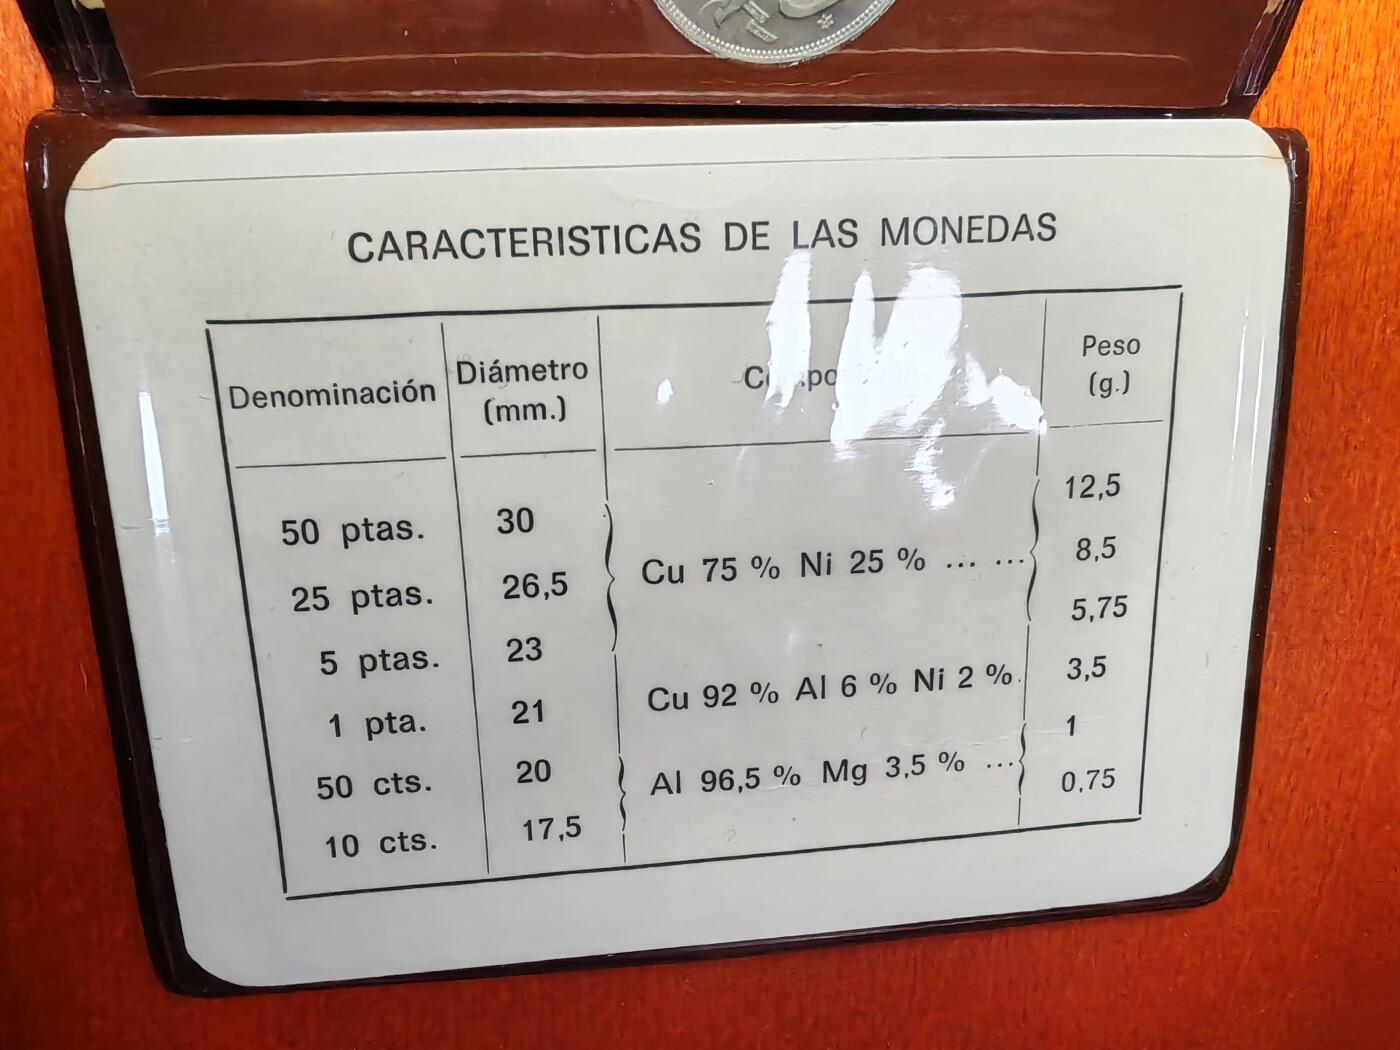 CARACTERISTICAS DE LAS MONEDAS
Denominación Diámetro (mm.) Composición Peso (g.)
50 ptas. 30 12,5
Cu 75 % Ni 25 % ... ...
25 ptas. 26,5 8,5
5 ptas. 23 5,75
1 pta. 21 Cu 92 % Al 6 % Ni 2 %. 3,5
50 cts. 20 1
Al 96,5 % Mg 3,5 % ...
10 cts. 17,5 0,75